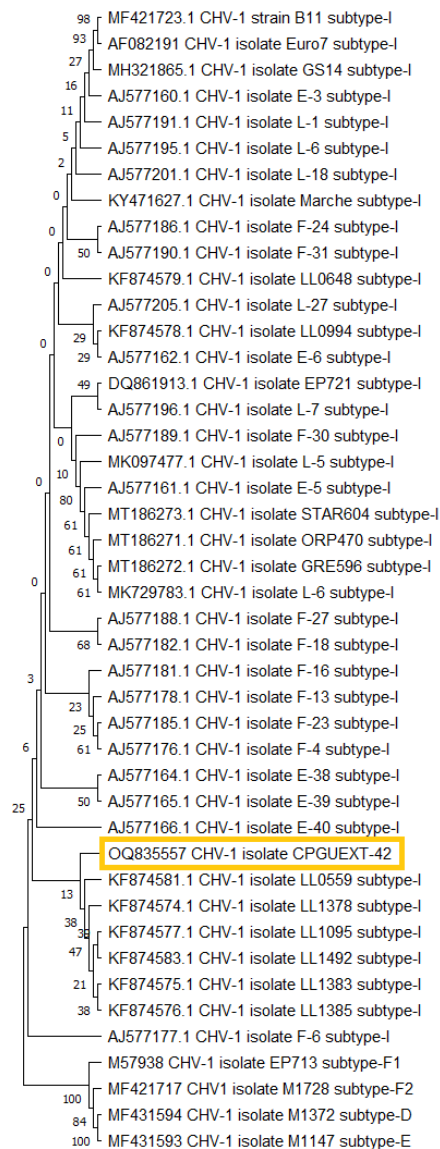 98 MF421723.1 CHV-1 strain B11 subtype-I
93 AF082191 CHV-1 isolate Euro7 subtype-I
27 MH321865.1 CHV-1 isolate GS14 subtype-I
16 AJ577160.1 CHV-1 isolate E-3 subtype-I
11 AJ577191.1 CHV-1 isolate L-1 subtype-I
5 AJ577195.1 CHV-1 isolate L-6 subtype-I
2 AJ577201.1 CHV-1 isolate L-18 subtype-I
0 KY471627.1 CHV-1 isolate Marche subtype-I
AJ577186.1 CHV-1 isolate F-24 subtype-I
0 50 AJ577190.1 CHV-1 isolate F-31 subtype-I
KF874579.1 CHV-1 isolate LL0648 subtype-I
AJ577205.1 CHV-1 isolate L-27 subtype-I
0 29 KF874578.1 CHV-1 isolate LL0994 subtype-I
29 AJ577162.1 CHV-1 isolate E-6 subtype-I
49 DQ861913.1 CHV-1 isolate EP721 subtype-I
AJ577196.1 CHV-1 isolate L-7 subtype-I
0 AJ577189.1 CHV-1 isolate F-30 subtype-I
10 MK097477.1 CHV-1 isolate L-5 subtype-I
0 80 AJ577161.1 CHV-1 isolate E-5 subtype-I
61 MT186273.1 CHV-1 isolate STAR604 subtype-I
61 MT186271.1 CHV-1 isolate ORP470 subtype-I
61 MT186272.1 CHV-1 isolate GRE596 subtype-I
0 61 MK729783.1 CHV-1 isolate L-6 subtype-I
AJ577188.1 CHV-1 isolate F-27 subtype-I
68 AJ577182.1 CHV-1 isolate F-18 subtype-I
AJ577181.1 CHV-1 isolate F-16 subtype-I
3 23 AJ577178.1 CHV-1 isolate F-13 subtype-I
25 AJ577185.1 CHV-1 isolate F-23 subtype-I
61 AJ577176.1 CHV-1 isolate F-4 subtype-I
6 AJ577164.1 CHV-1 isolate E-38 subtype-I
50 AJ577165.1 CHV-1 isolate E-39 subtype-I
25 AJ577166.1 CHV-1 isolate E-40 subtype-I
OQ835557 CHV-1 isolate CPGUEXT-42
13 KF874581.1 CHV-1 isolate LL0559 subtype-I
38 KF874574.1 CHV-1 isolate LL1378 subtype-I
KF874577.1 CHV-1 isolate LL1095 subtype-I
47 KF874583.1 CHV-1 isolate LL1492 subtype-I
21 KF874575.1 CHV-1 isolate LL1383 subtype-I
38 KF874576.1 CHV-1 isolate LL1385 subtype-I
AJ577177.1 CHV-1 isolate F-6 subtype-I
M57938 CHV-1 isolate EP713 subtype-F1
100 MF421717 CHV1 isolate M1728 subtype-F2
84 MF431594 CHV-1 isolate M1372 subtype-D
100 MF431593 CHV-1 isolate M1147 subtype-E